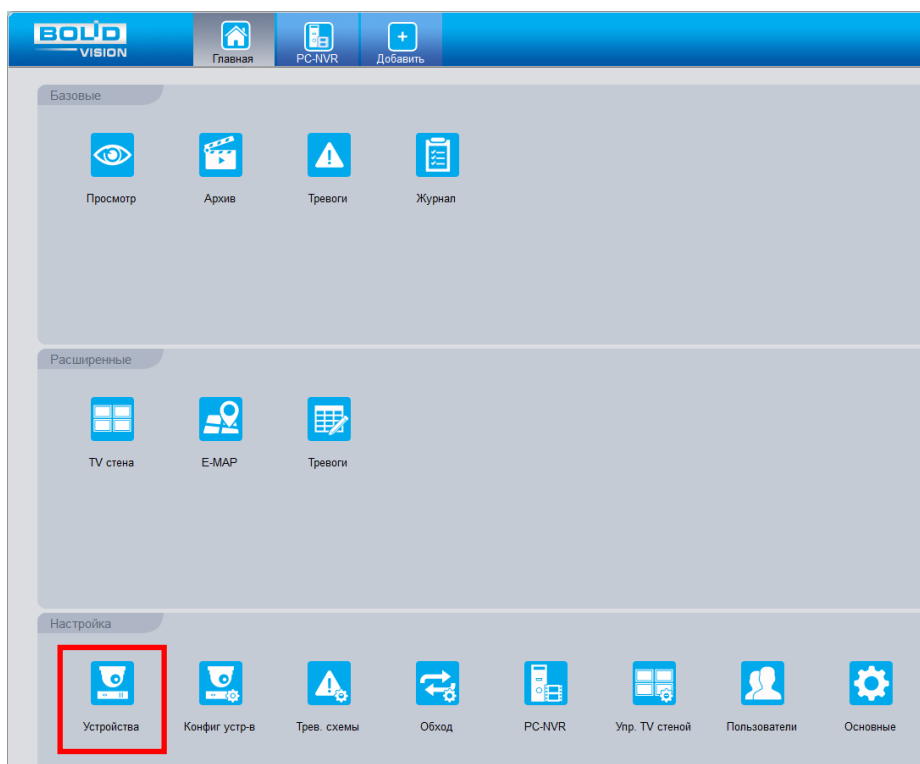 BOLID
VISION
Главная
PC-NVR
Добавить
Базовые
Просмотр
Архив
Тревоги
Журнал
Расширенные
TV стена
E-MAP
Тревоги
Настройка
Устройства
Конфиг устр-в
Трев. схемы
Обход
PC-NVR
Упр. TV стеной
Пользователи
Основные